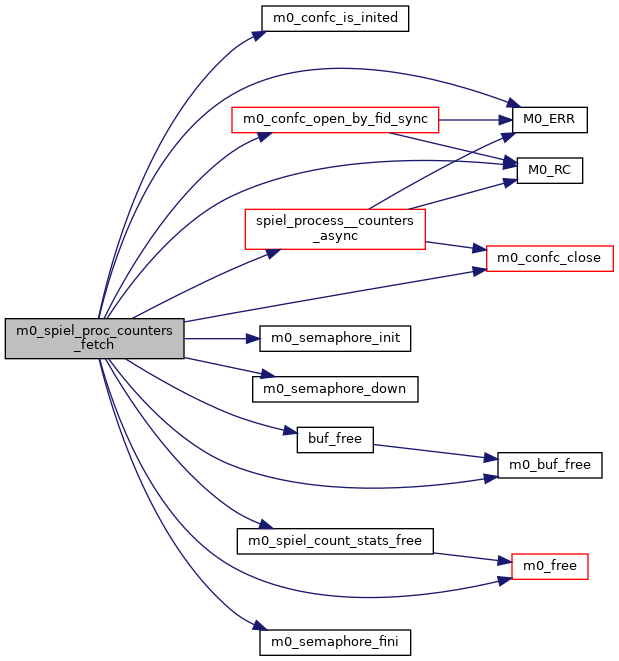 m0_confc_is_inited
m0_confc_open_by_fid_sync
M0_ERR
M0_RC
spiel_process__counters
_async
m0_confc_close
m0_spiel_proc_counters
_fetch
m0_semaphore_init
m0_semaphore_down
buf_free
m0_buf_free
m0_spiel_count_stats_free
m0_free
m0_semaphore_fini